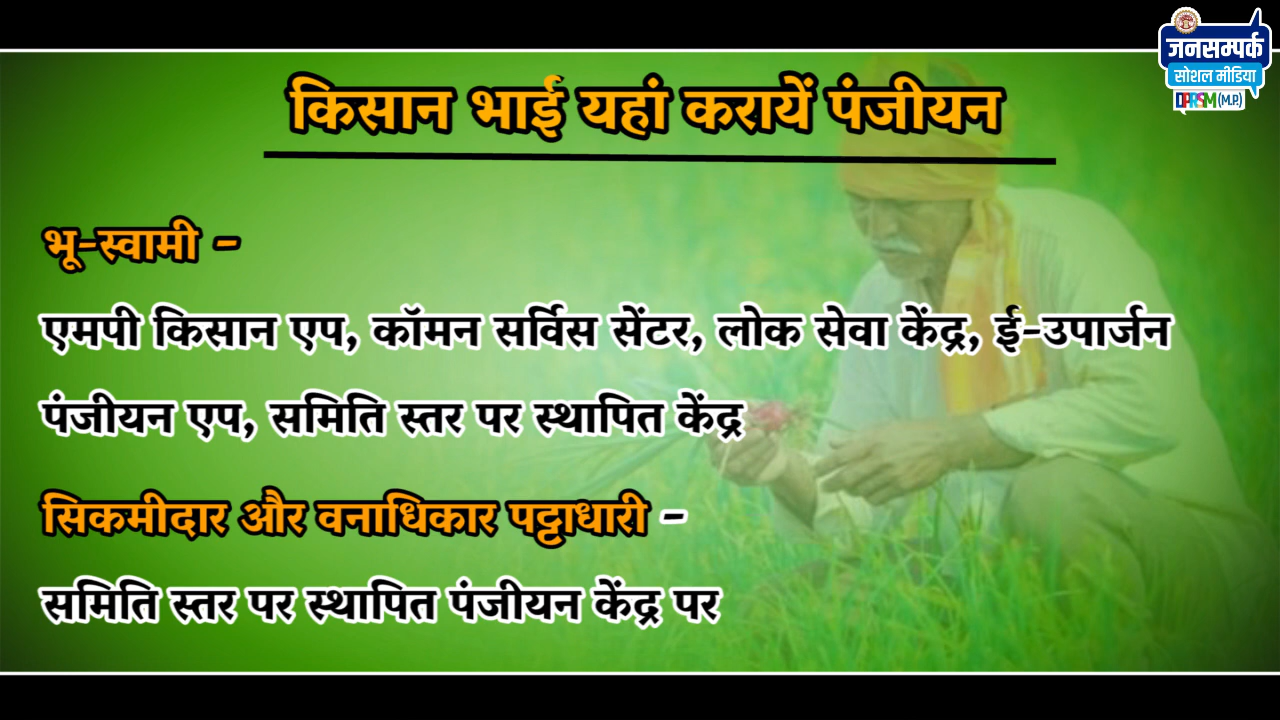 जनसम्पर्क
सोशल मीडिया
DPRSM (M.P.)
किसान भाई यहां करायें पंजीयन
भू-स्वामी -
एमपी किसान एप, कॉमन सर्विस सेंटर, लोक सेवा केंद्र, ई-उपार्जन
पंजीयन एप, समिति स्तर पर स्थापित केंद्र
सिकमीदार और वनाधिकार पट्टाधारी -
समिति स्तर पर स्थापित पंजीयन केंद्र पर